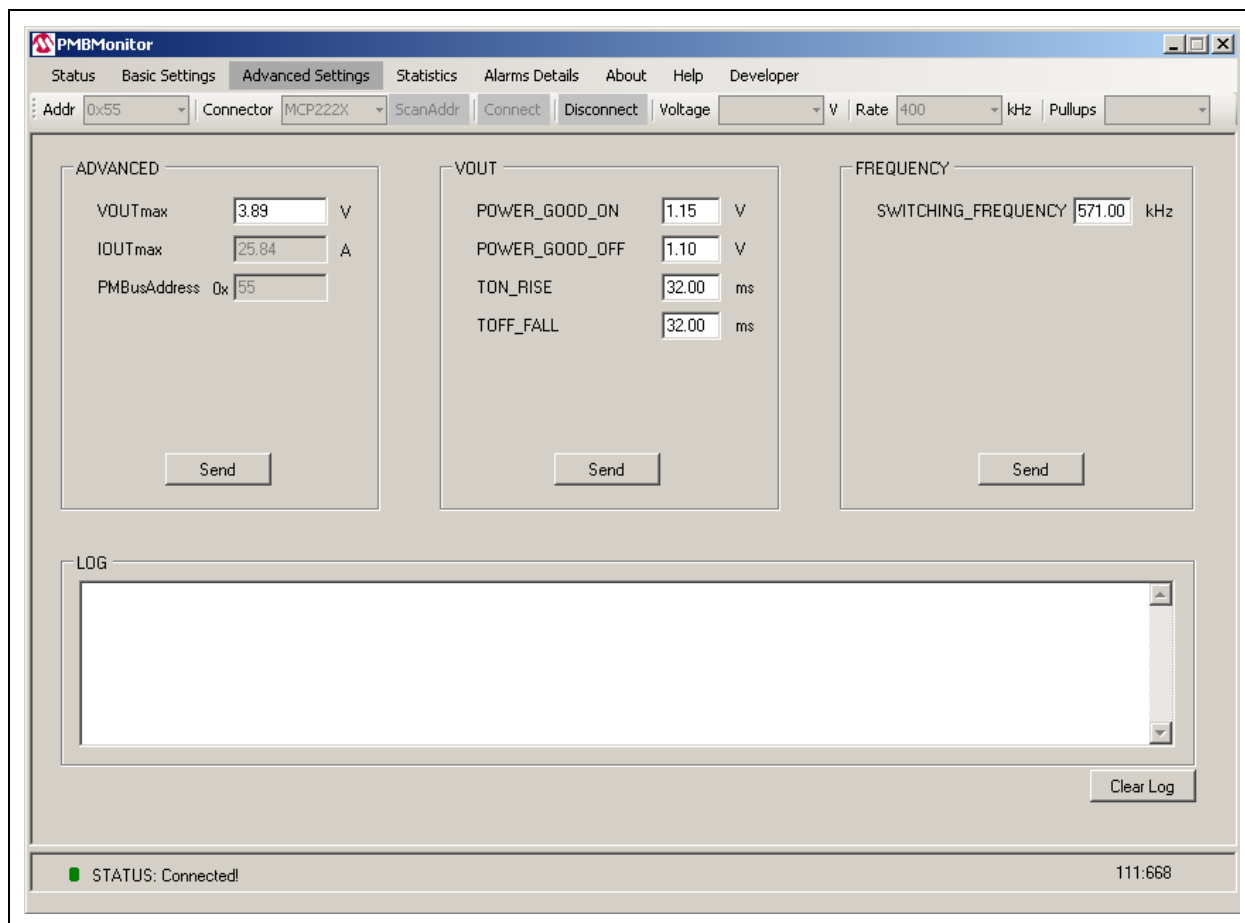 PMBMonitor
Status Basic Settings Advanced Settings Statistics Alarms Details About Help Developer
Addr 0x55 Connector MCP222X ScanAddr Connect Disconnect Voltage V Rate 400 kHz Pullups
ADVANCED
VOUTmax 3.89 V
IOUTmax 25.84 A
PMBusAddress 0x 55
Send
VOUT
POWER_GOOD_ON 1.15 V
POWER_GOOD_OFF 1.10 V
TON_RISE 32.00 ms
TOFF_FALL 32.00 ms
Send
FREQUENCY
SWITCHING_FREQUENCY 571.00 kHz
Send
LOG
Clear Log
STATUS: Connected! 111:668